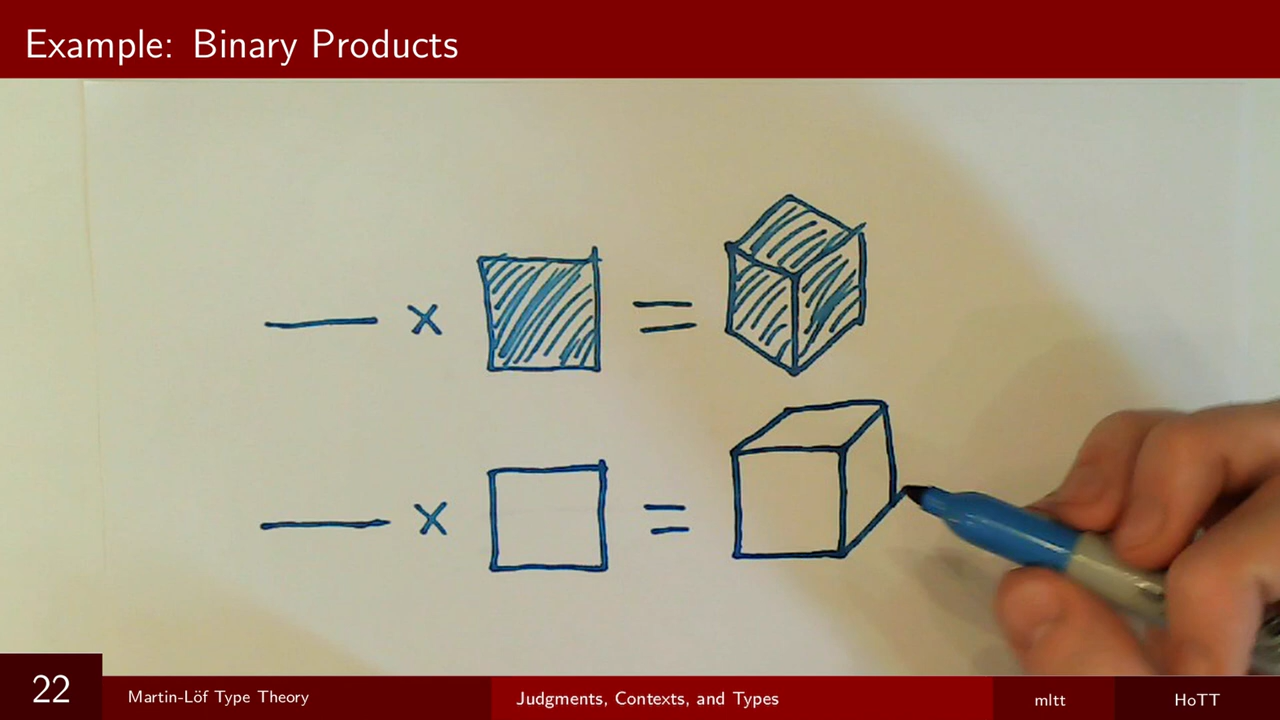 Example: Binary Products
— × =
— × =
22
Martin-Löf Type Theory
Judgments, Contexts, and Types
mltt
HoTT